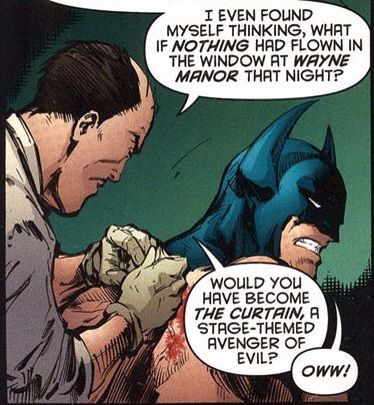 I EVEN FOUND
MYSELF THINKING, WHAT
IF NOTHING HAD FLOWN IN
THE WINDOW AT WAYNE
MANOR THAT NIGHT?
WOULD YOU
HAVE BECOME
THE CURTAIN, A
STAGE-THEMED
AVENGER OF
EVIL?
OWW!